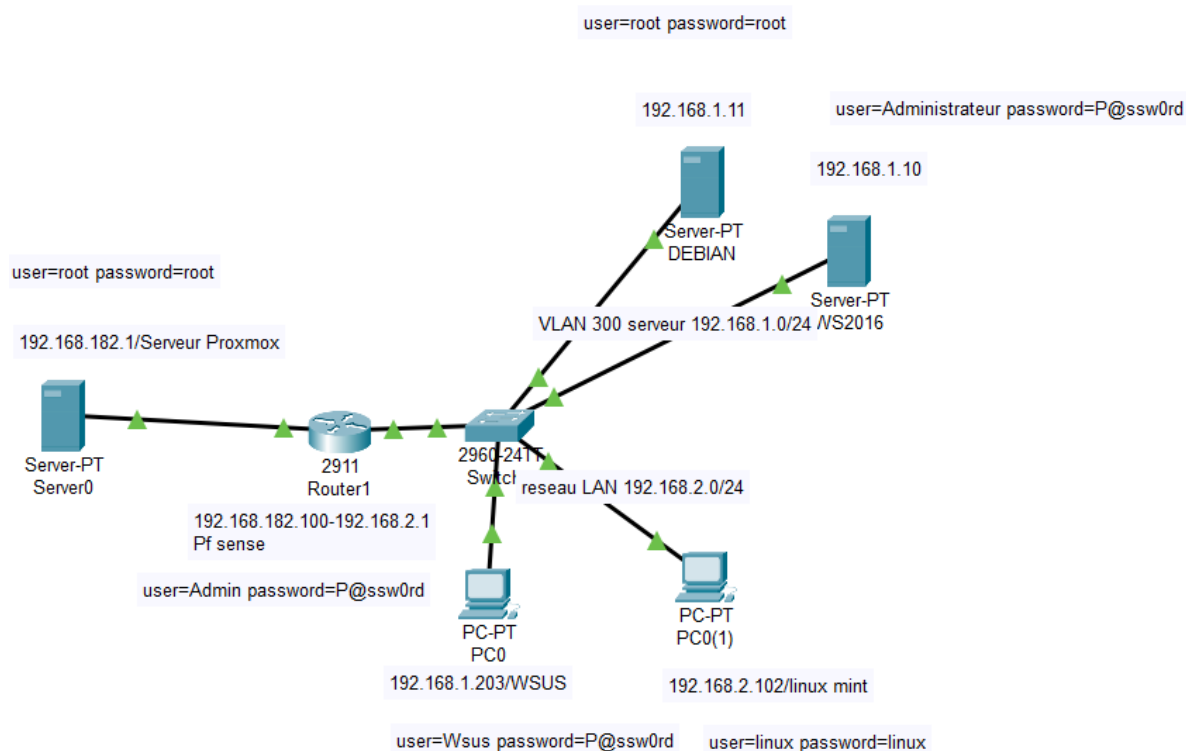 user=root password=root
192.168.1.11
user=Administrateur password=P@ssw0rd
192.168.1.10
Server-PT
DEBIAN
user=root password=root
Server-PT
WS2016
VLAN 300 serveur 192.168.1.0/24
192.168.182.1/Serveur Proxmox
Server-PT
Server0
2911
Router1
2960-24TT
Switch
reseau LAN 192.168.2.0/24
192.168.182.100-192.168.2.1
Pf sense
user=Admin password=P@ssw0rd
PC-PT
PC0
PC-PT
PC0(1)
192.168.1.203/WSUS
192.168.2.102/linux mint
user=Wsus password=P@ssw0rd
user=linux password=linux